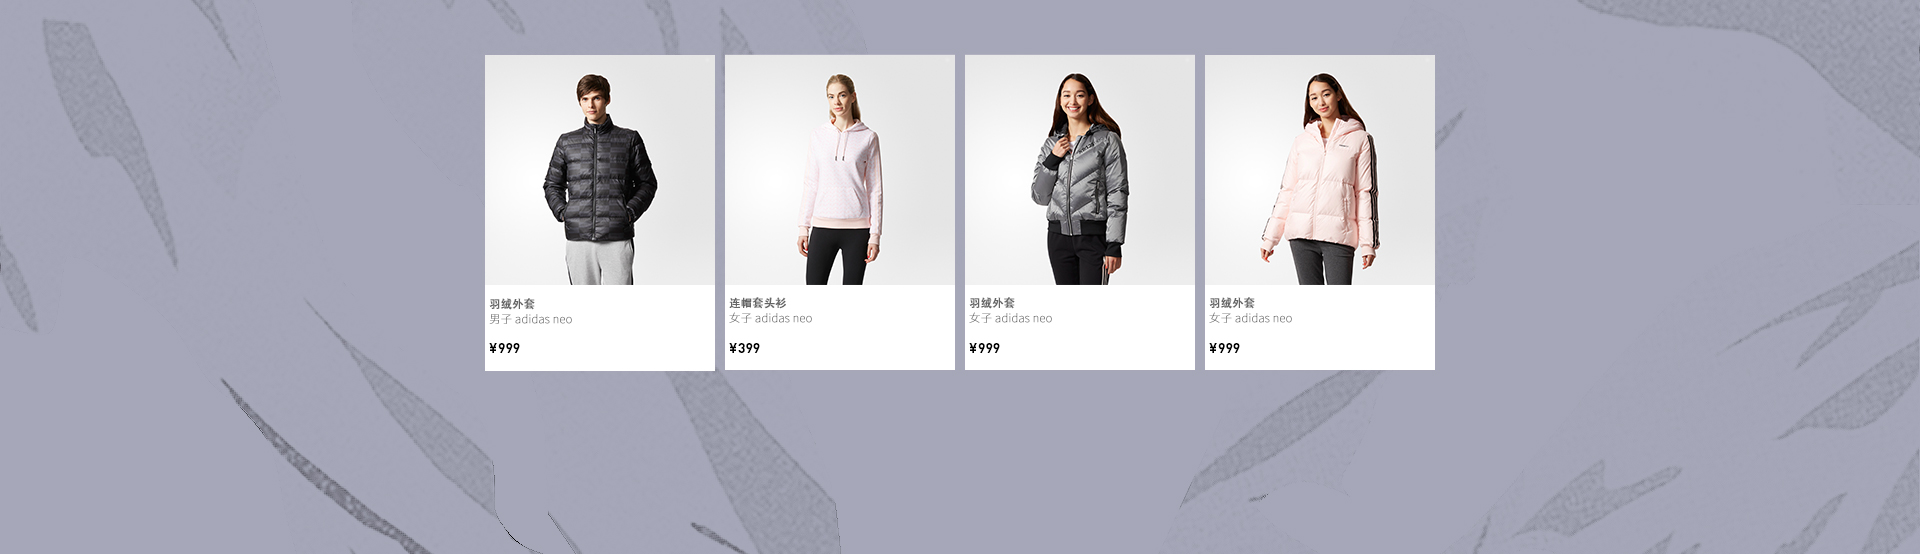 羽绒外套
男子 adidas neo
¥999
连帽套头衫
女子 adidas neo
¥399
羽绒外套
女子 adidas neo
¥999
羽绒外套
女子 adidas neo
¥999